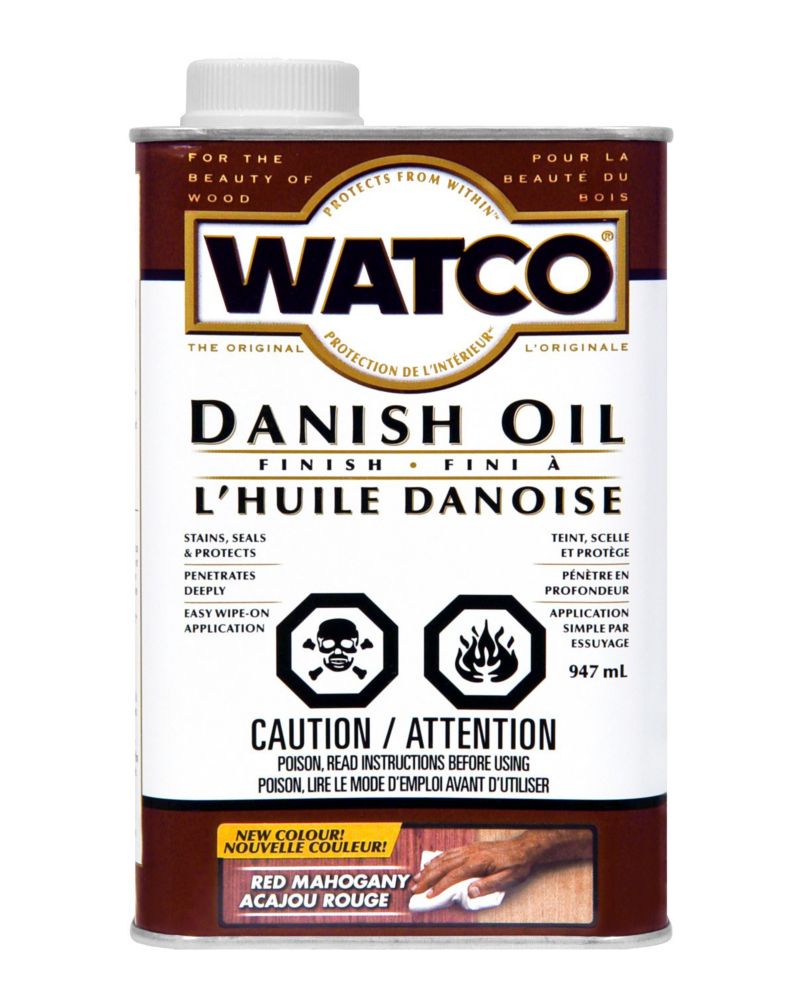 FOR THE
BEAUTY OF
WOOD
POUR LA
BEAUTÉ DU
BOIS
PROTECTS FROM WITHIN™
WATCO®
THE ORIGINAL
L'ORIGINALE
PROTECTION DE L'INTÉRIEUR™
DANISH OIL
FINISH • FINI À
L'HUILE DANOISE
STAINS, SEALS
& PROTECTS
PENETRATES
DEEPLY
EASY WIPE-ON
APPLICATION
TEINT, SCELLE
ET PROTÈGE
PÉNÈTRE EN
PROFONDEUR
APPLICATION
SIMPLE PAR
ESSUYAGE
947 mL
CAUTION / ATTENTION
POISON, READ INSTRUCTIONS BEFORE USING
POISON, LIRE LE MODE D'EMPLOI AVANT D'UTILISER
NEW COLOUR!
NOUVELLE COULEUR!
RED MAHOGANY
ACAJOU ROUGE